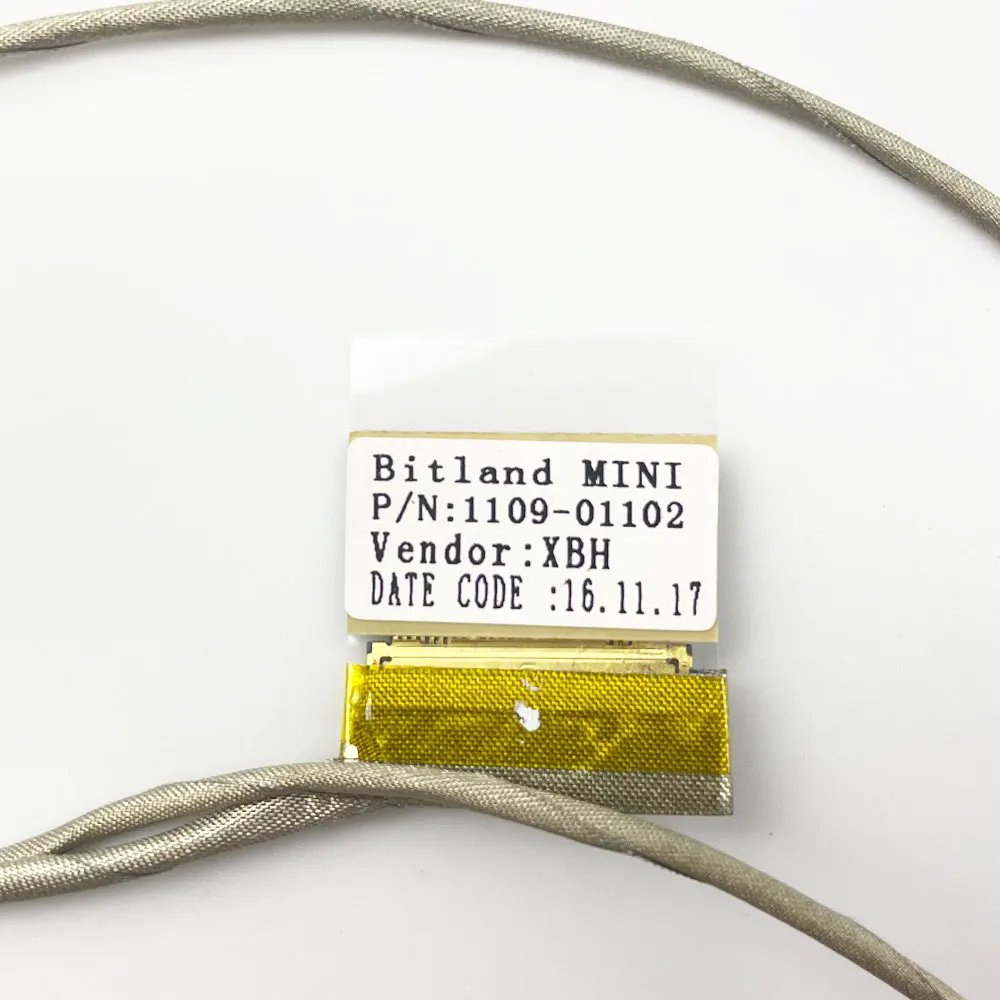 Bitland MINI
P/N:1109-01102
Vendor:XBH
DATE CODE :16.11.17